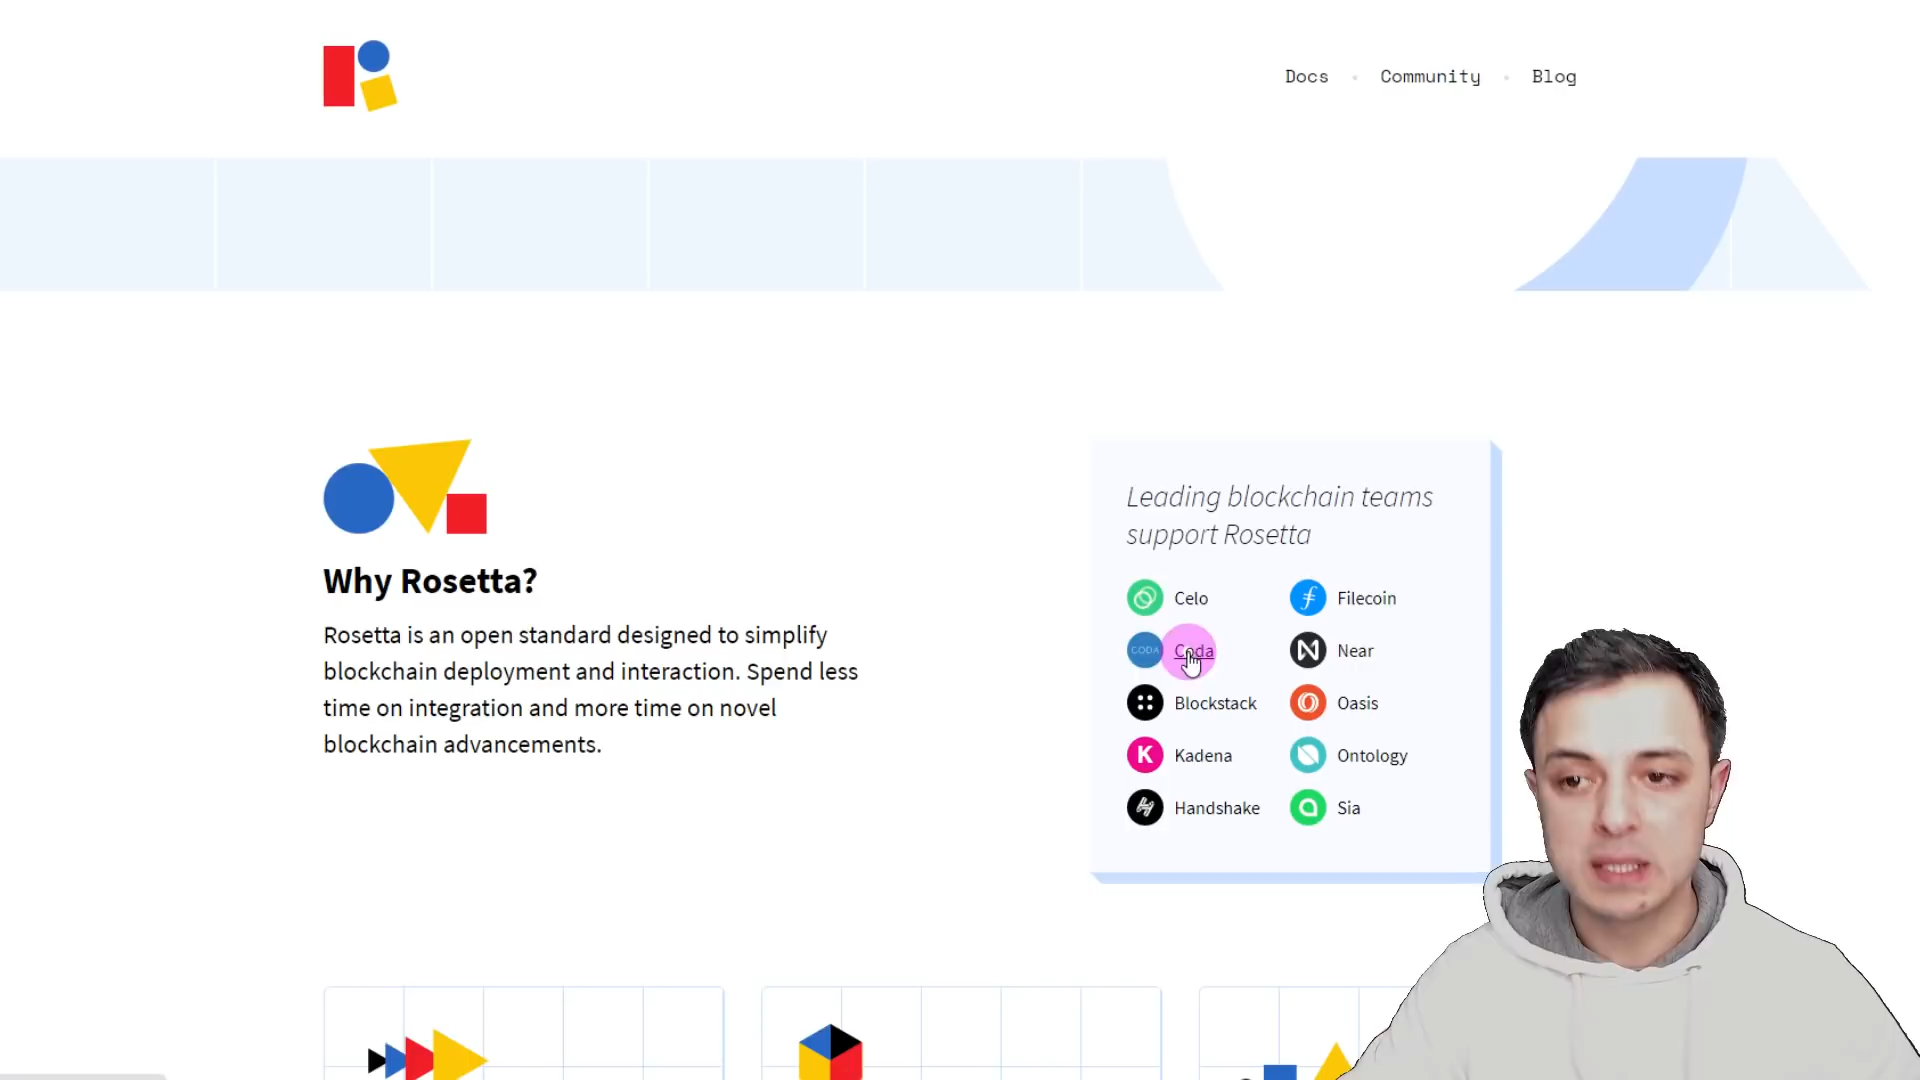 Docs • Community • Blog
Why Rosetta?
Rosetta is an open standard designed to simplify
blockchain deployment and interaction. Spend less
time on integration and more time on novel
blockchain advancements.
Leading blockchain teams
support Rosetta
Celo
Filecoin
CODA Coda
Near
Blockstack
Oasis
K Kadena
Ontology
Handshake
Sia